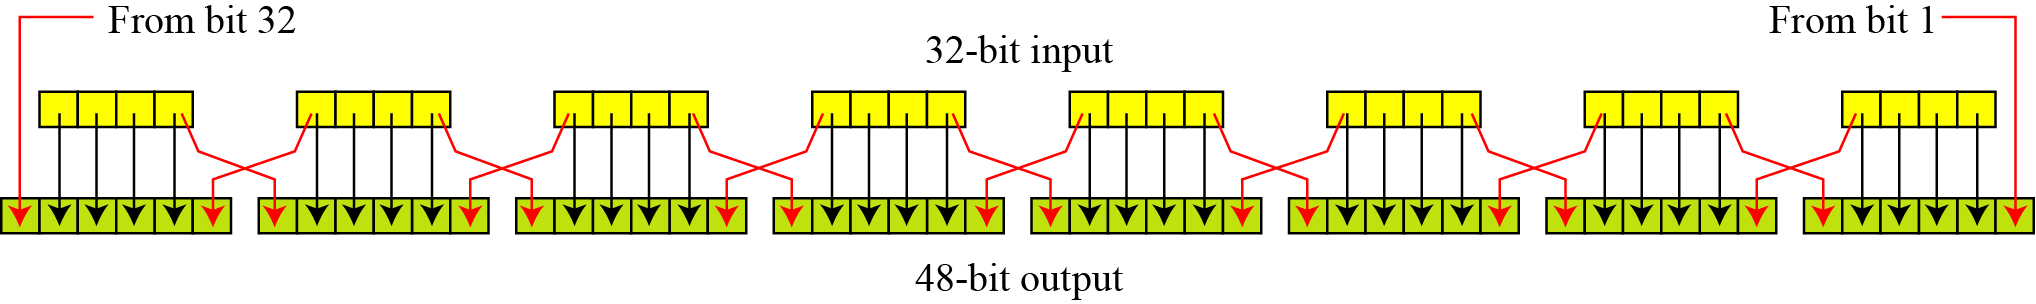 From bit 32
From bit 1
32-bit input
48-bit output